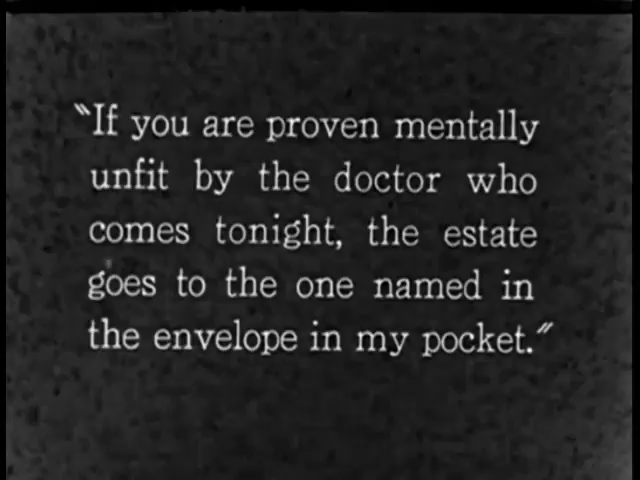 "If you are proven mentally
unfit by the doctor who
comes tonight, the estate
goes to the one named in
the envelope in my pocket."